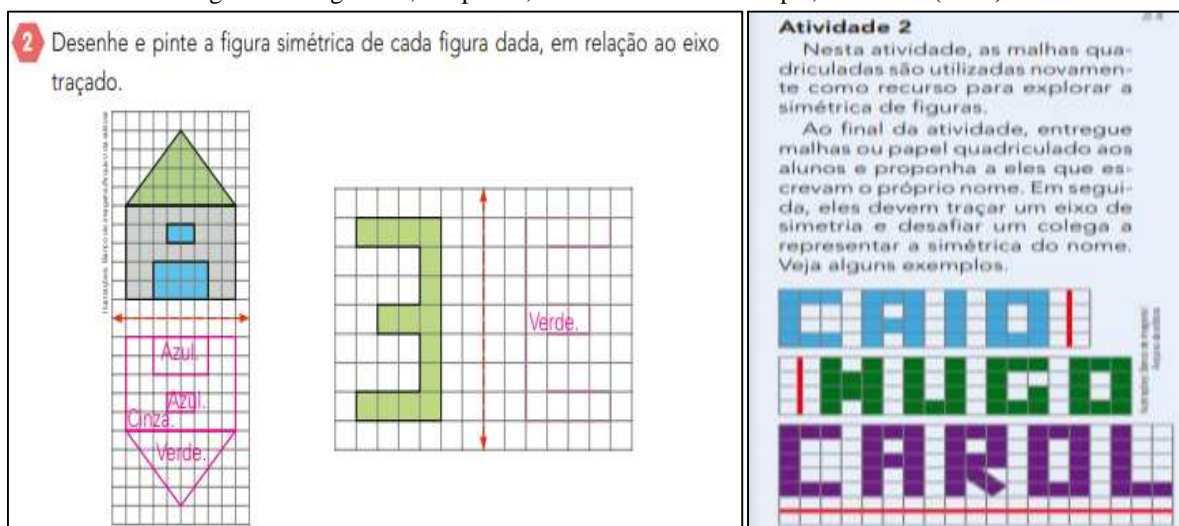 2 Desenhe e pinte a figura simétrica de cada figura dada, em relação ao eixo
traçado.
Azul.
Azul.
Cinza.
Verde.
Verde.
Atividade 2
Nesta atividade, as malhas qua-
driculadas são utilizadas novamen-
te como recurso para explorar a
simétrica de figuras.
Ao final da atividade, entregue
malhas ou papel quadriculado aos
alunos e proponha a eles que es-
crevam o próprio nome. Em segui-
da, eles devem traçar um eixo de
simetria e desafiar um colega a
representar a simétrica do nome.
Veja alguns exemplos.
CAIO
HUGO
CAROL